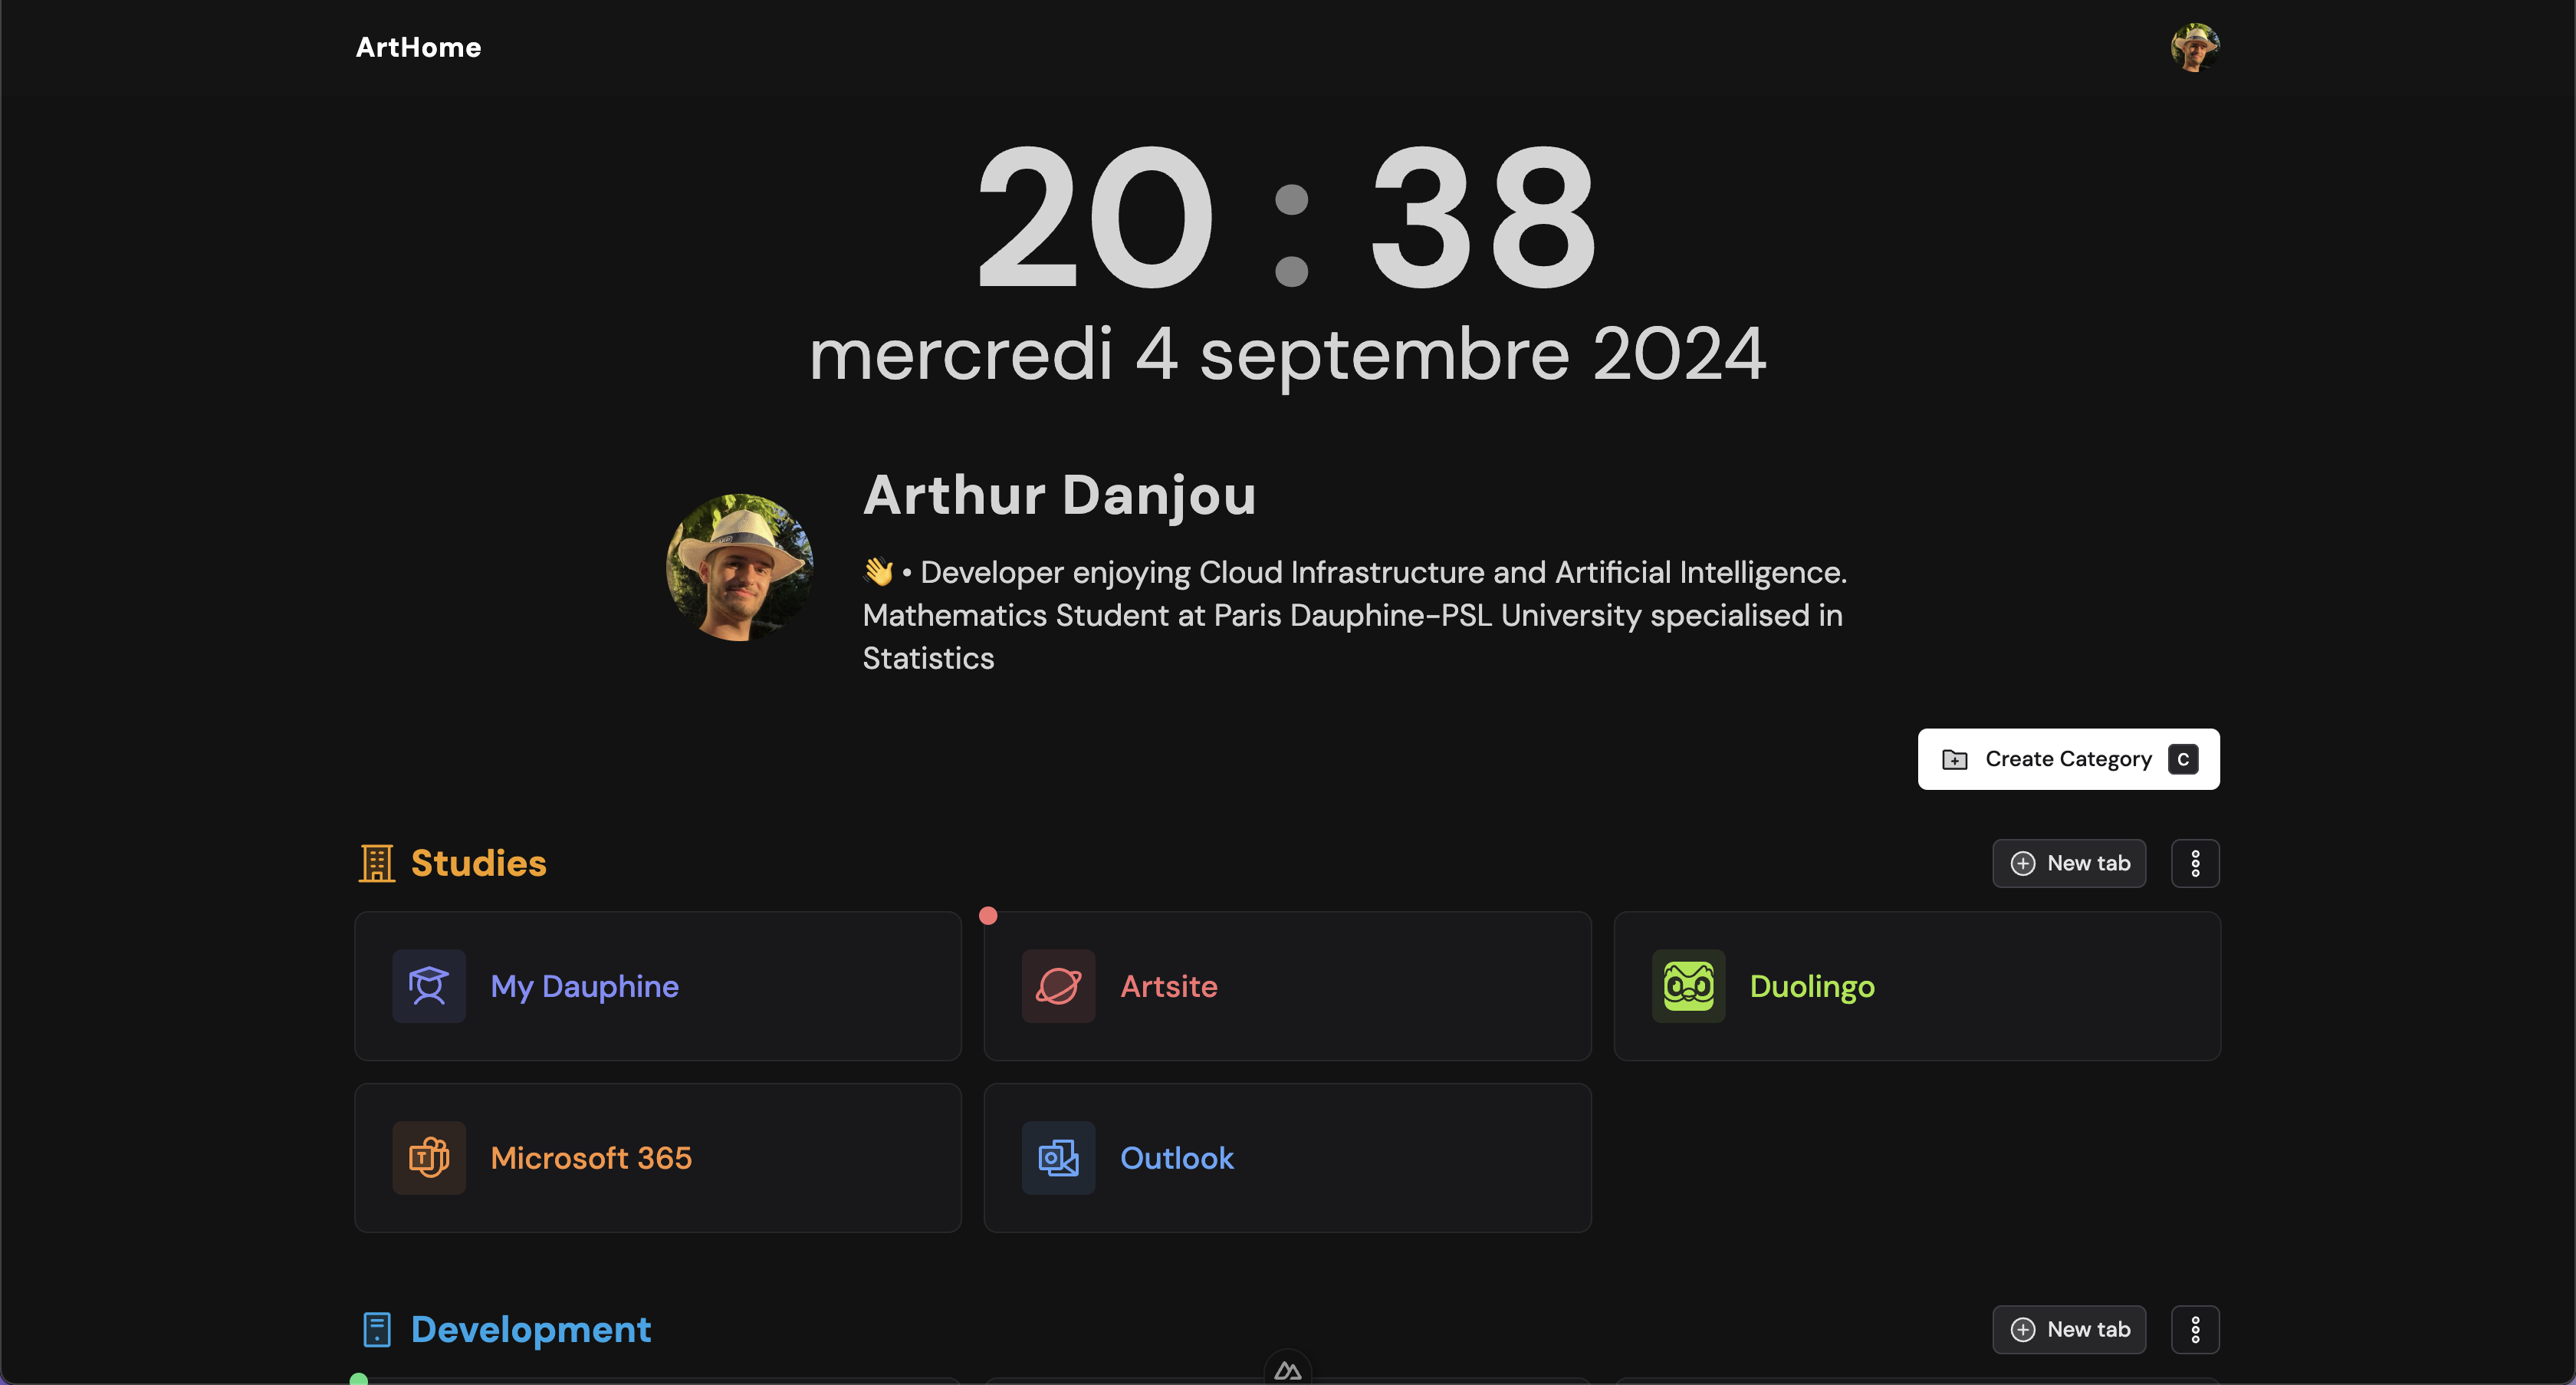 ArtHome
20 : 38
mercredi 4 septembre 2024
Arthur Danjou
👋 • Developer enjoying Cloud Infrastructure and Artificial Intelligence.
Mathematics Student at Paris Dauphine-PSL University specialised in
Statistics
Create Category C
Studies
New tab
My Dauphine
Artsite
Duolingo
Microsoft 365
Outlook
Development
New tab